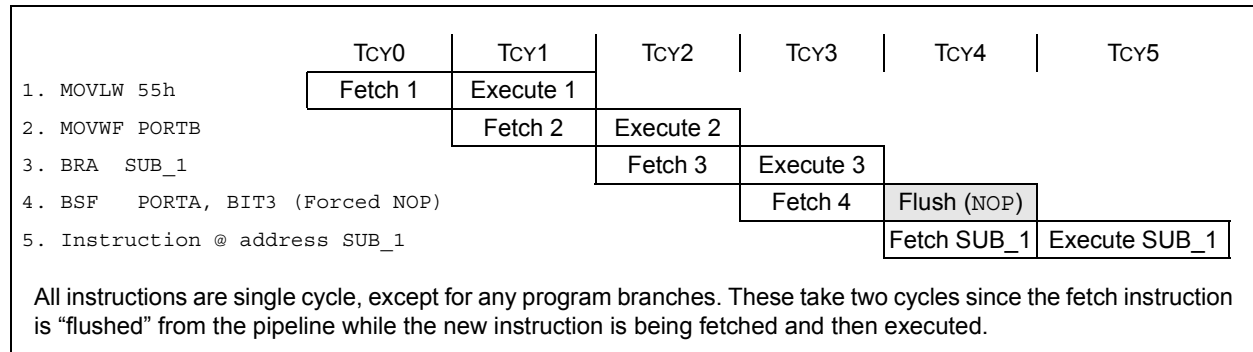 TCY0 TCY1 TCY2 TCY3 TCY4 TCY5
1. MOVLW 55h Fetch 1 Execute 1
2. MOVWF PORTB Fetch 2 Execute 2
3. BRA SUB_1 Fetch 3 Execute 3
4. BSF PORTA, BIT3 (Forced NOP) Fetch 4 Flush (NOP)
5. Instruction @ address SUB_1 Fetch SUB_1 Execute SUB_1
All instructions are single cycle, except for any program branches. These take two cycles since the fetch instruction
is “flushed” from the pipeline while the new instruction is being fetched and then executed.